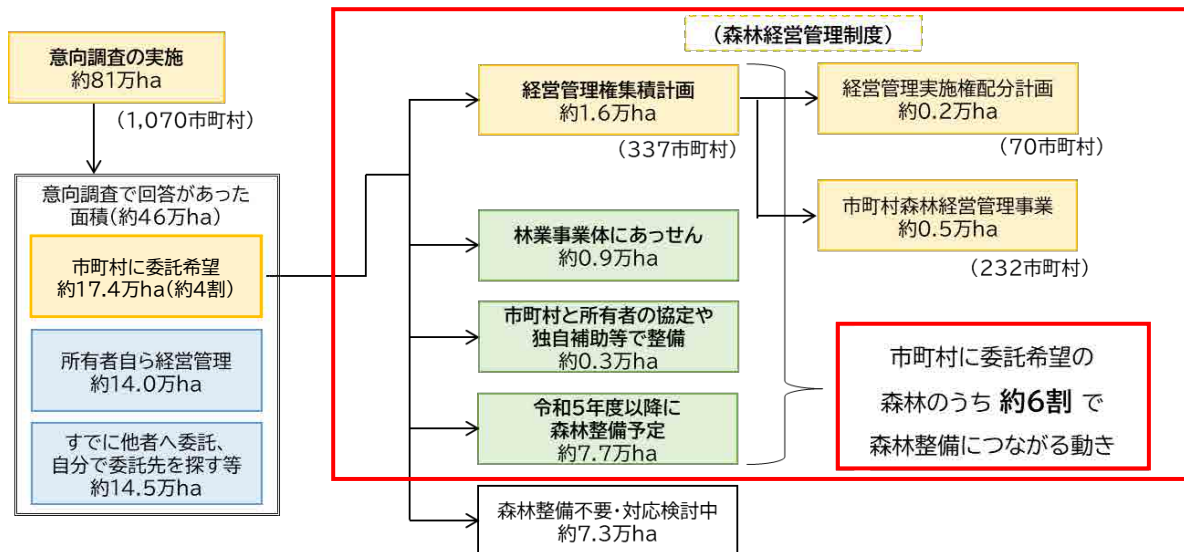 意向調査の実施
約81万ha
(1,070市町村)
意向調査で回答があった
面積(約46万ha)
市町村に委託希望
約17.4万ha(約4割)
所有者自ら経営管理
約14.0万ha
すでに他者へ委託、
自分で委託先を探す等
約14.5万ha
(森林経営管理制度)
経営管理権集積計画
約1.6万ha
(337市町村)
林業事業体にあっせん
約0.9万ha
市町村と所有者の協定や
独自補助等で整備
約0.3万ha
令和5年度以降に
森林整備予定
約7.7万ha
森林整備不要・対応検討中
約7.3万ha
経営管理実施権配分計画
約0.2万ha
(70市町村)
市町村森林経営管理事業
約0.5万ha
(232市町村)
市町村に委託希望の
森林のうち 約6割 で
森林整備につながる動き